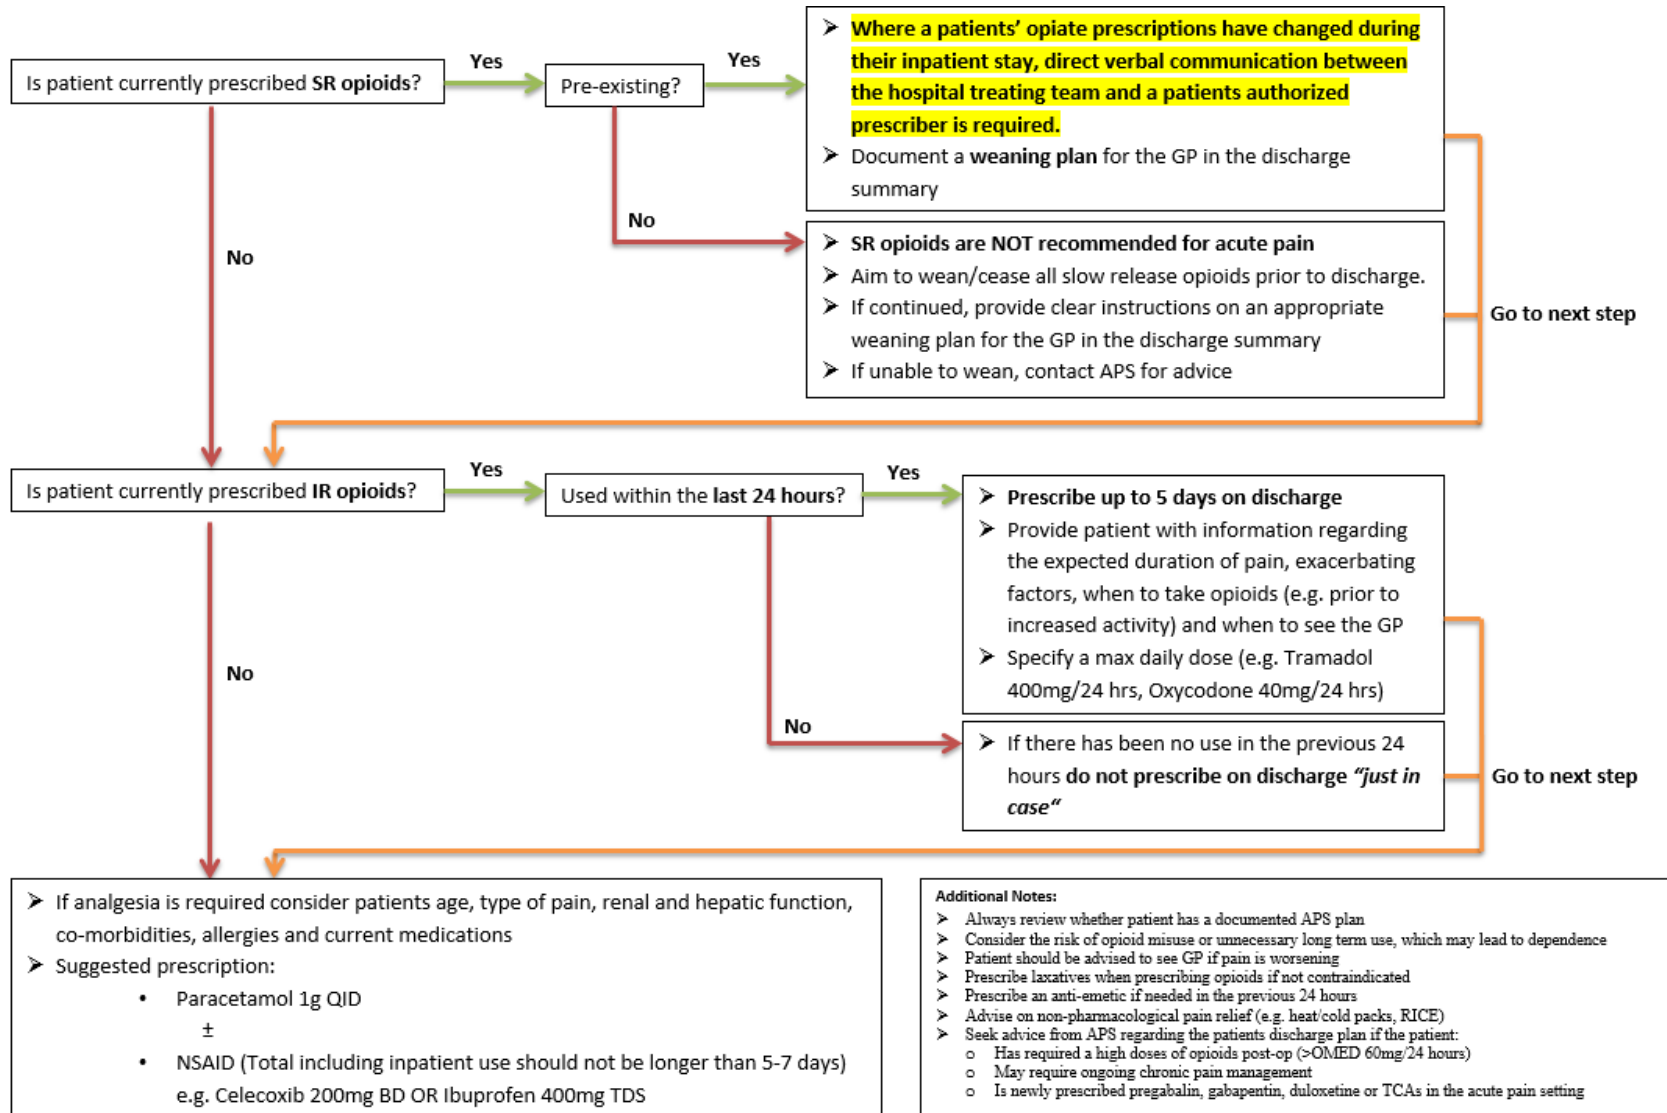 Is patient currently prescribed SR opioids?
Yes
Pre-existing?
Yes
➤ Where a patients’ opiate prescriptions have changed during
their inpatient stay, direct verbal communication between
the hospital treating team and a patients authorized
prescriber is required.
➤ Document a weaning plan for the GP in the discharge
summary
No
No
➤ SR opioids are NOT recommended for acute pain
➤ Aim to wean/cease all slow release opioids prior to discharge.
➤ If continued, provide clear instructions on an appropriate
weaning plan for the GP in the discharge summary
➤ If unable to wean, contact APS for advice
Go to next step
Is patient currently prescribed IR opioids?
Yes
Used within the last 24 hours?
Yes
➤ Prescribe up to 5 days on discharge
➤ Provide patient with information regarding
the expected duration of pain, exacerbating
factors, when to take opioids (e.g. prior to
increased activity) and when to see the GP
➤ Specify a max daily dose (e.g. Tramadol
400mg/24 hrs, Oxycodone 40mg/24 hrs)
No
No
➤ If there has been no use in the previous 24
hours do not prescribe on discharge “just in
case“
Go to next step
➤ If analgesia is required consider patients age, type of pain, renal and hepatic function,
co-morbidities, allergies and current medications
➤ Suggested prescription:
• Paracetamol 1g QID
±
• NSAID (Total including inpatient use should not be longer than 5-7 days)
e.g. Celecoxib 200mg BD OR Ibuprofen 400mg TDS
Additional Notes:
➤ Always review whether patient has a documented APS plan
➤ Consider the risk of opioid misuse or unnecessary long term use, which may lead to dependence
➤ Patient should be advised to see GP if pain is worsening
➤ Prescribe laxatives when prescribing opioids if not contraindicated
➤ Prescribe an anti-emetic if needed in the previous 24 hours
➤ Advise on non-pharmacological pain relief (e.g. heat/cold packs, RICE)
➤ Seek advice from APS regarding the patients discharge plan if the patient:
o Has required a high doses of opioids post-op (>OMED 60mg/24 hours)
o May require ongoing chronic pain management
o Is newly prescribed pregabalin, gabapentin, duloxetine or TCAs in the acute pain setting